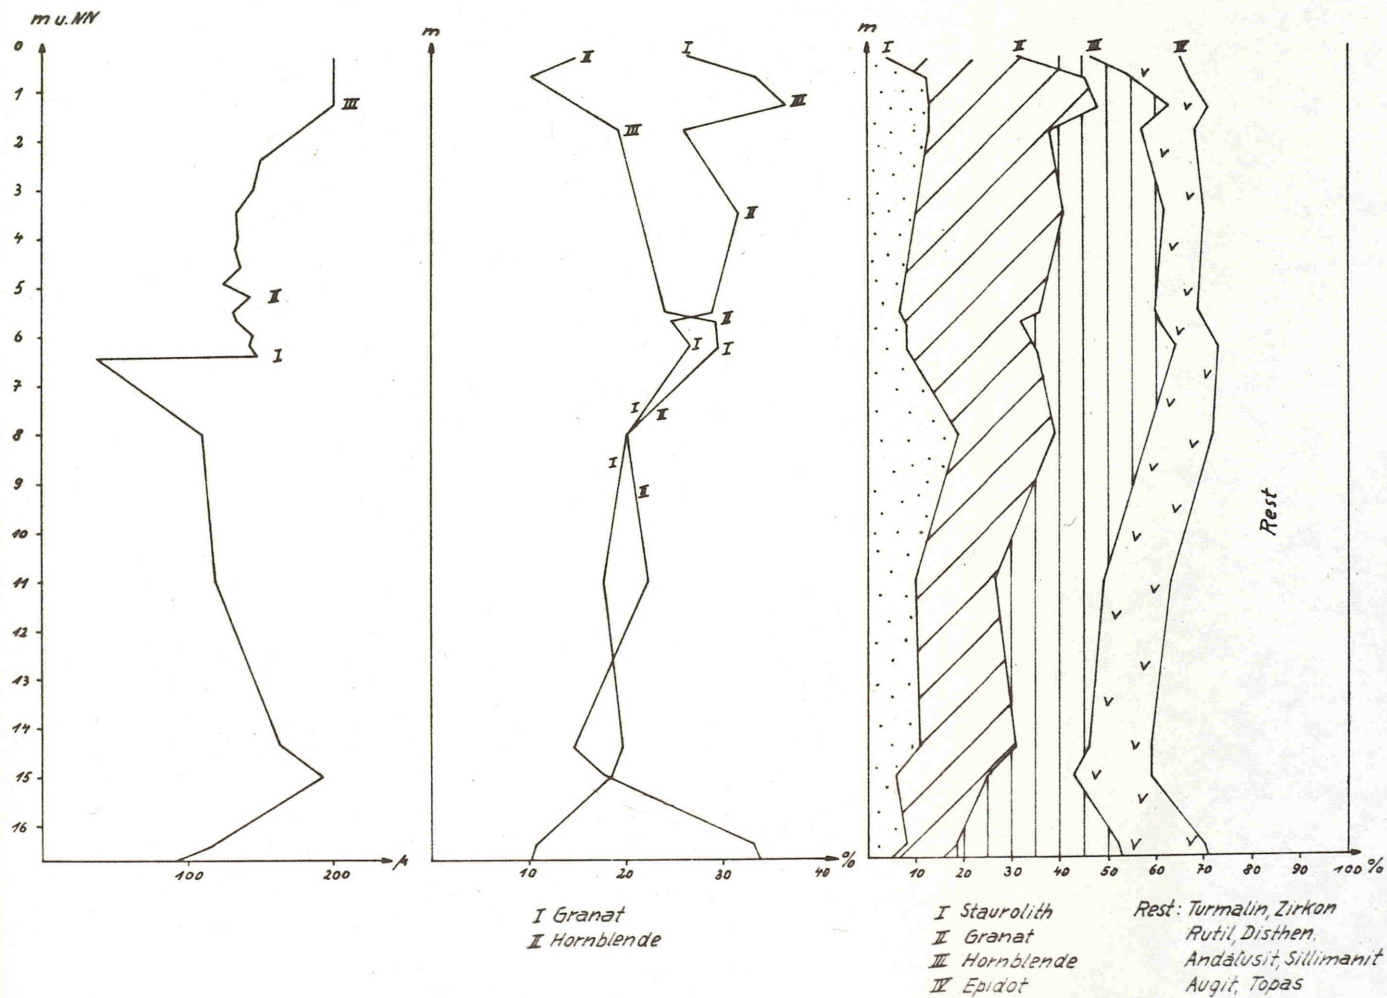 m u. NN
0
1
2
3
4
5
6
7
8
9
10
11
12
13
14
15
16
III
II
I
100
200
µ
m
II
I
III
III
II
II
I
I
I
II
I
II
10
20
30
40
%
I Granat
II Hornblende
m
I
II
III
IV
Rest
10
20
30
40
50
60
70
80
90
100 %
I Staurolith
II Granat
III Hornblende
IV Epidot
Rest: Turmalin, Zirkon
Rutil, Disthen.
Andalusit, Sillimanit
Augit, Topas